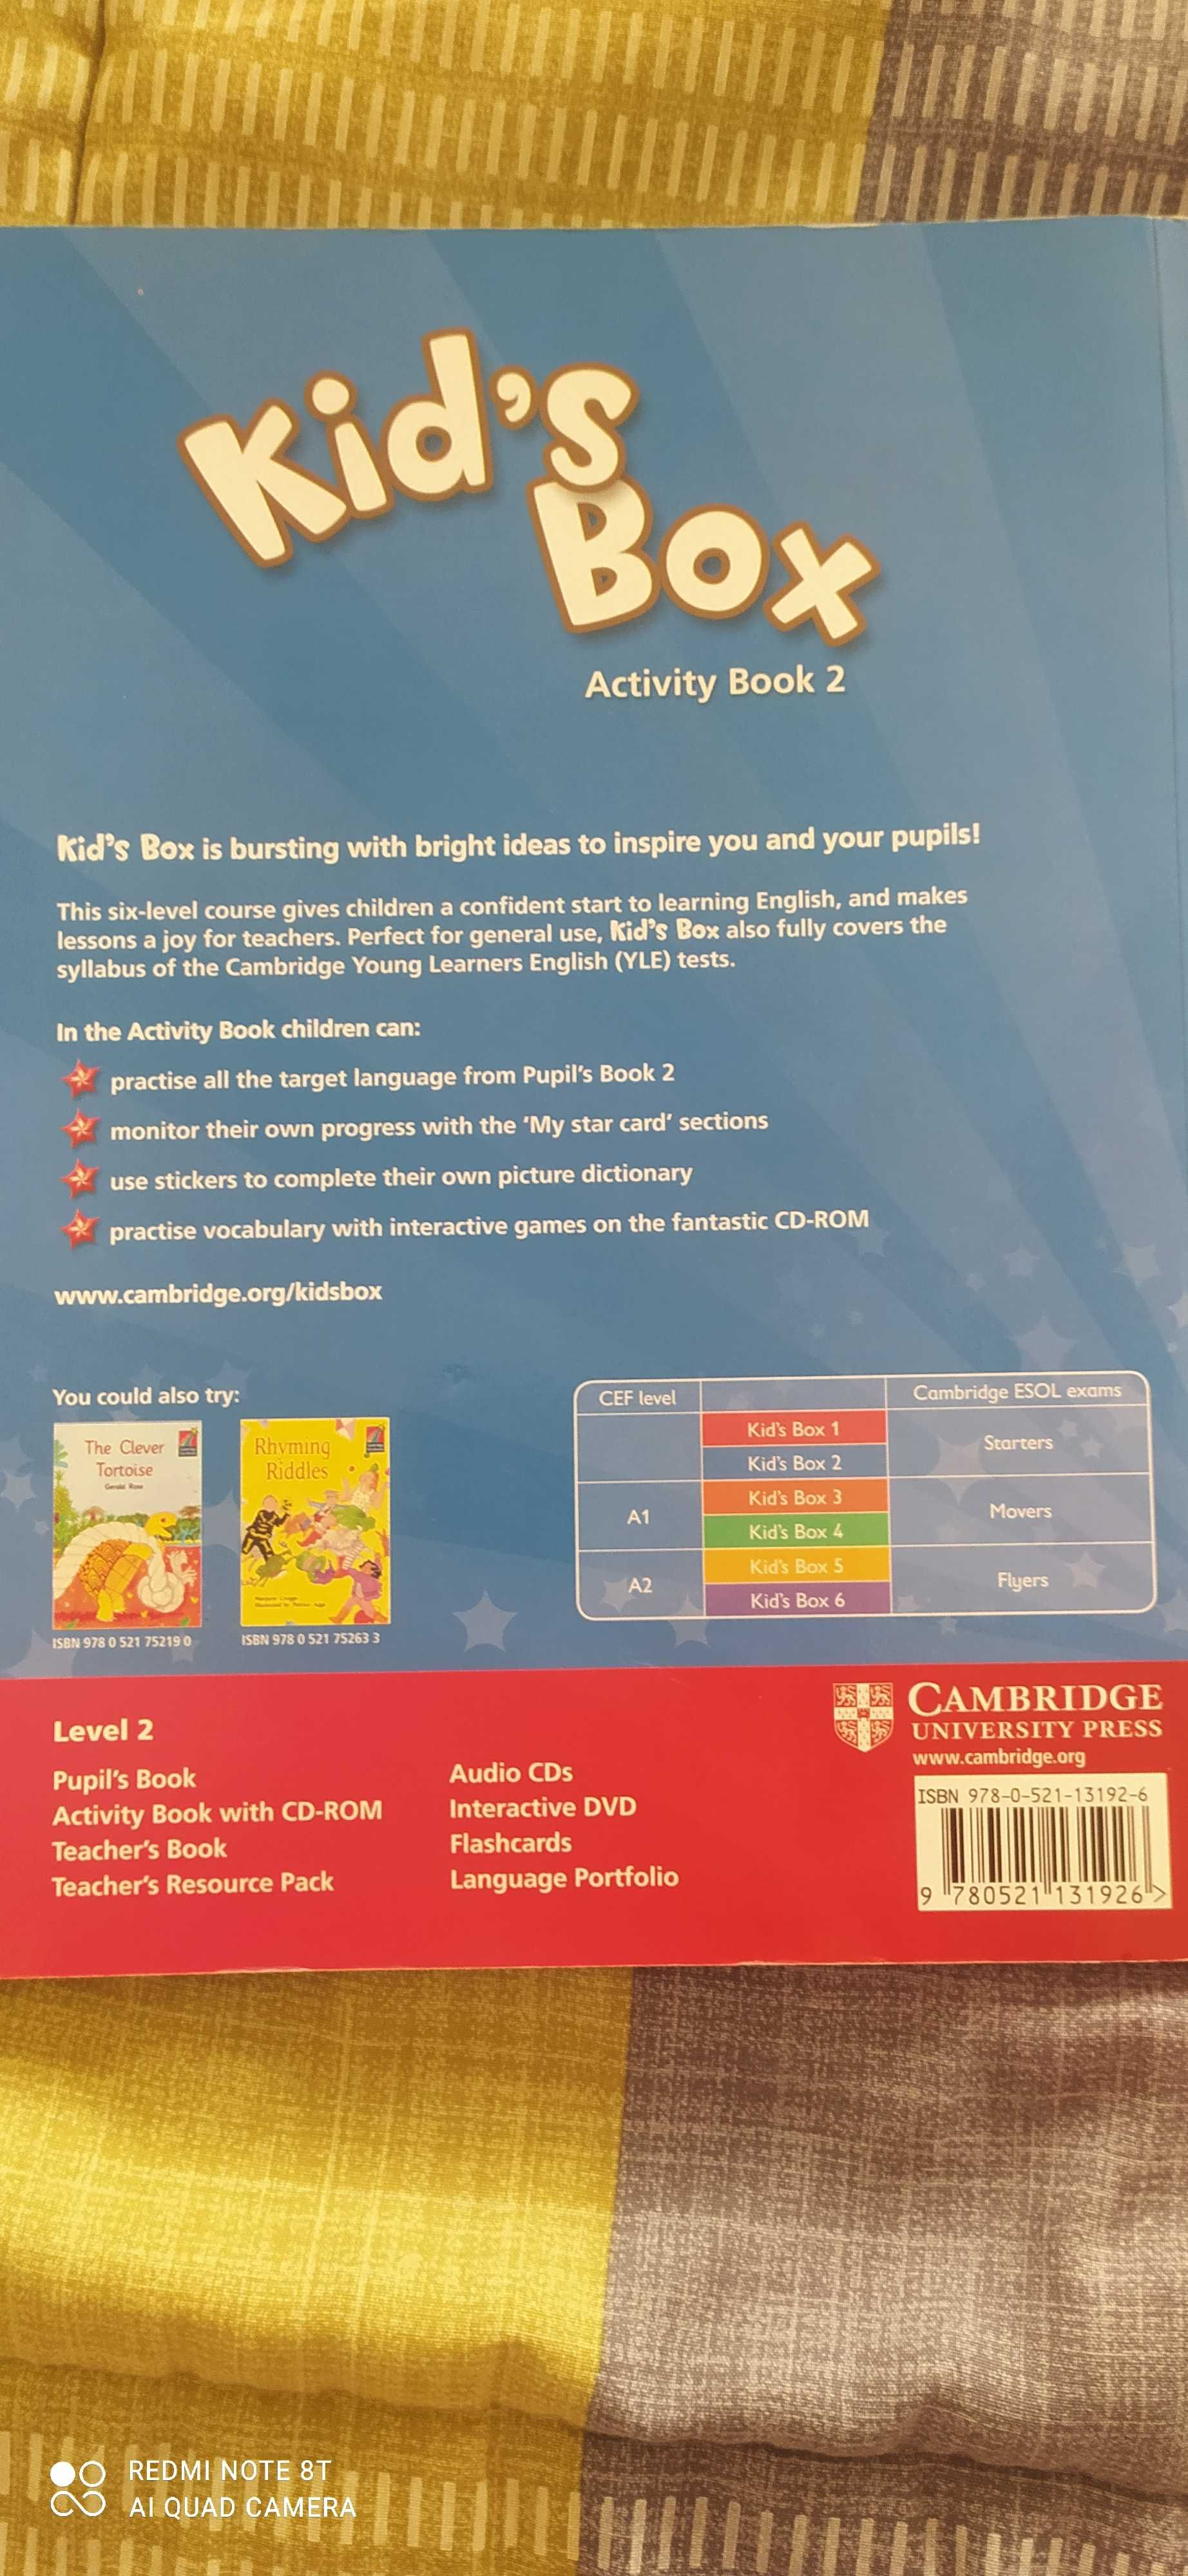 Kid's
Box
Activity Book 2
Kid's Box is bursting with bright ideas to inspire you and your pupils!
This six-level course gives children a confident start to learning English, and makes
lessons a joy for teachers. Perfect for general use, Kid's Box also fully covers the
syllabus of the Cambridge Young Learners English (YLE) tests.
In the Activity Book children can:
practise all the target language from Pupil's Book 2
monitor their own progress with the 'My star card' sections
use stickers to complete their own picture dictionary
practise vocabulary with interactive games on the fantastic CD-ROM
www.cambridge.org/kidsbox
You could also try:
The Clever
Tortoise
Gerald Rose
ISBN 978 0 521 75219 0
Rhyming
Riddles
ISBN 978 0 521 75263 3
CEF level
Cambridge ESOL exams
Kid's Box 1
Kid's Box 2
Starters
A1
Kid's Box 3
Kid's Box 4
Movers
A2
Kid's Box 5
Kid's Box 6
Flyers
Level 2
Pupil's Book
Activity Book with CD-ROM
Teacher's Book
Teacher's Resource Pack
Audio CDs
Interactive DVD
Flashcards
Language Portfolio
CAMBRIDGE
UNIVERSITY PRESS
www.cambridge.org
ISBN 978-0-521-13192-6
9 780521 131926 >
REDMI NOTE 8T
AI QUAD CAMERA